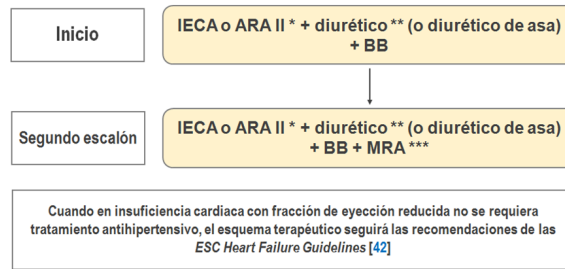 Inicio
IECA o ARA II * + diurético ** (o diurético de asa)
+ BB
Segundo escalón
IECA o ARA II * + diurético ** (o diurético de asa)
+ BB + MRA ***
Cuando en insuficiencia cardiaca con fracción de eyección reducida no se requiera
tratamiento antihipertensivo, el esquema terapéutico seguirá las recomendaciones de las
ESC Heart Failure Guidelines [42]